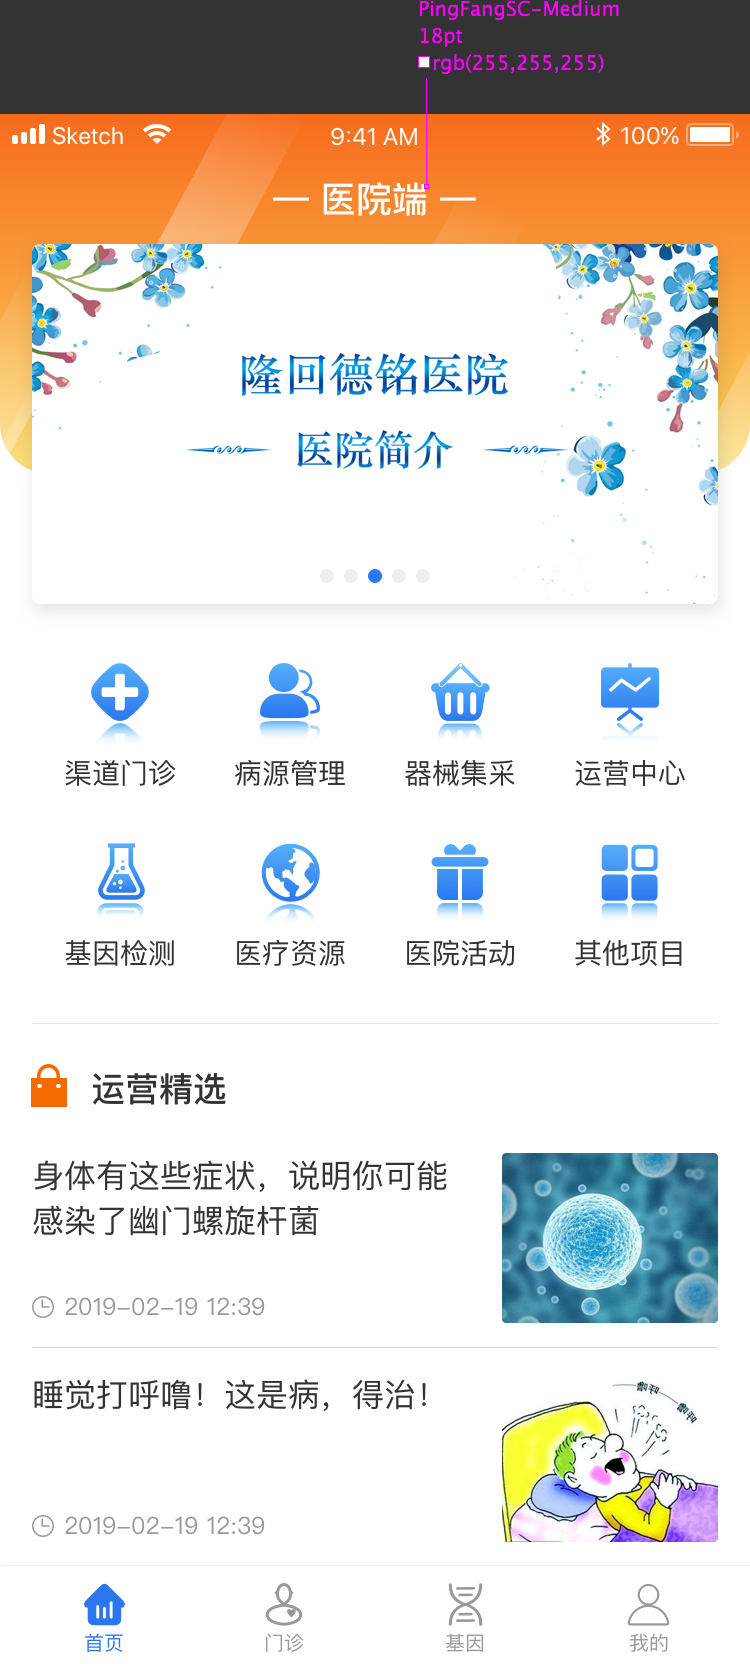 PingFangSC-Medium
18pt
rgb(255,255,255)
Sketch 9:41 AM 100%
— 医院端 —
隆回德铭医院
医院简介
渠道门诊 病源管理 器械集采 运营中心
基因检测 医疗资源 医院活动 其他项目
运营精选
身体有这些症状，说明你可能
感染了幽门螺旋杆菌
2019-02-19 12:39
睡觉打呼噜！这是病，得治！
2019-02-19 12:39
首页 门诊 基因 我的